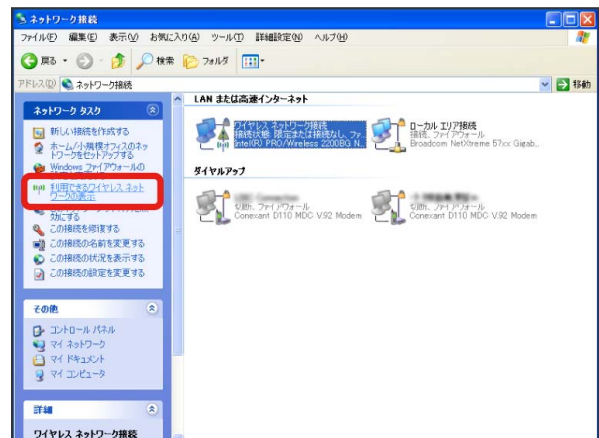 ネットワーク接続
ファイル(F) 編集(E) 表示(V) お気に入り(A) ツール(T) 詳細設定(N) ヘルプ(H)
戻る 検索 フォルダ
アドレス(D) ネットワーク接続 移動
ネットワーク タスク
新しい接続を作成する
ホーム/小規模オフィスのネッ
トワークをセットアップする
Windows ファイアウォールの
利用できるワイヤレス ネット
ワークの表示
効にする
この接続を修復する
この接続の名前を変更する
この接続の状況を表示する
この接続の設定を変更する
その他
コントロール パネル
マイ ネットワーク
マイ ドキュメント
マイ コンピュータ
詳細
ワイヤレス ネットワーク接続
LAN または高速インターネット
ワイヤレス ネットワーク接続
接続状態: 限定または接続なし、ファ...
Intel(R) PRO/Wireless 2200BG N...
ローカル エリア接続
接続、ファイアウォール
Broadcom NetXtreme 57xx Gigab...
ダイヤルアップ
切断、ファイアウォール
Conexant D110 MDC V.92 Modem
切断、ファイアウォール
Conexant D110 MDC V.92 Modem